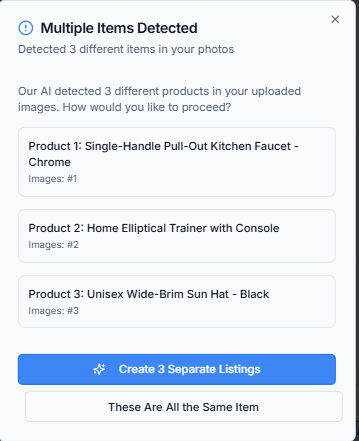 Multiple Items Detected
Detected 3 different items in your photos
Our AI detected 3 different products in your uploaded
images. How would you like to proceed?
Product 1: Single-Handle Pull-Out Kitchen Faucet -
Chrome
Images: #1
Product 2: Home Elliptical Trainer with Console
Images: #2
Product 3: Unisex Wide-Brim Sun Hat - Black
Images: #3
Create 3 Separate Listings
These Are All the Same Item